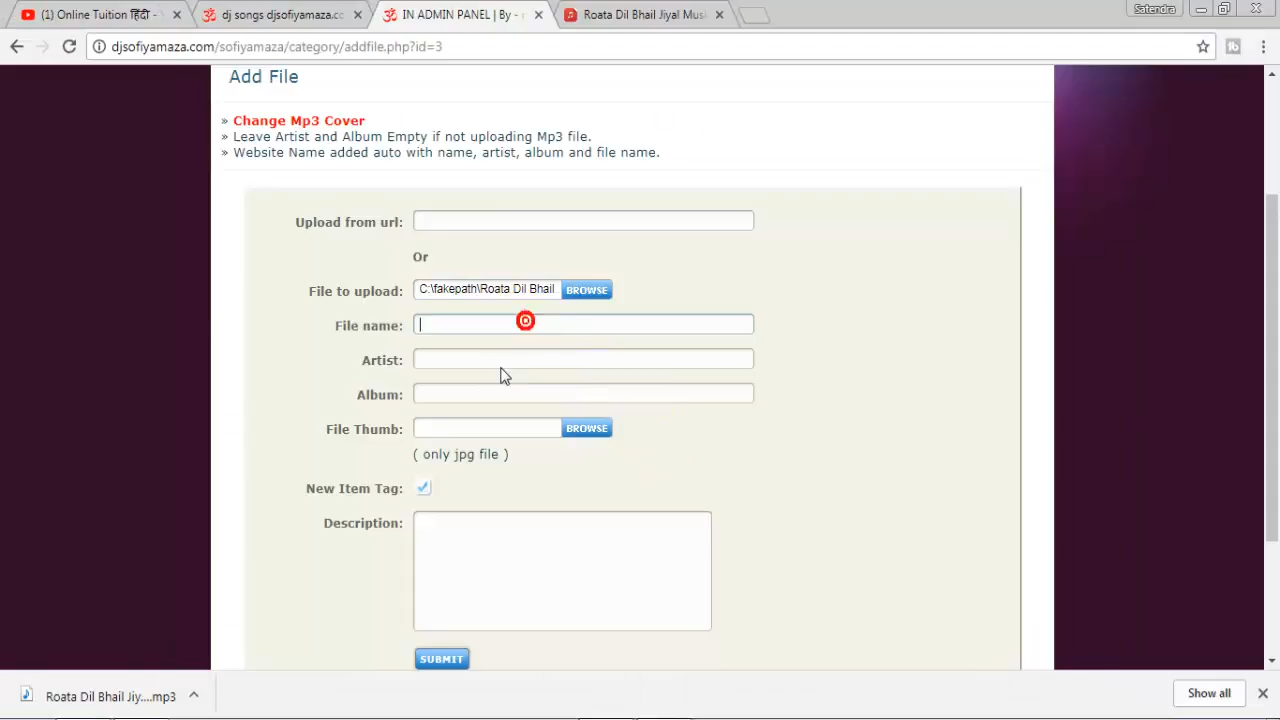 (1) Online Tuition हिंदी -
dj songs djsofiyamaza.cc
IN ADMIN PANEL | By -
Roata Dil Bhail Jiyal Mus
Satendra
djsofiyamaza.com/sofiyamaza/category/addfile.php?id=3
Add File
» Change Mp3 Cover
» Leave Artist and Album Empty if not uploading Mp3 file.
» Website Name added auto with name, artist, album and file name.
Upload from url:
Or
File to upload: C:\fakepath\Roata Dil Bhail BROWSE
File name:
Artist:
Album:
File Thumb: BROWSE
( only jpg file )
New Item Tag:
Description:
SUBMIT
Roata Dil Bhail Jiy....mp3
Show all